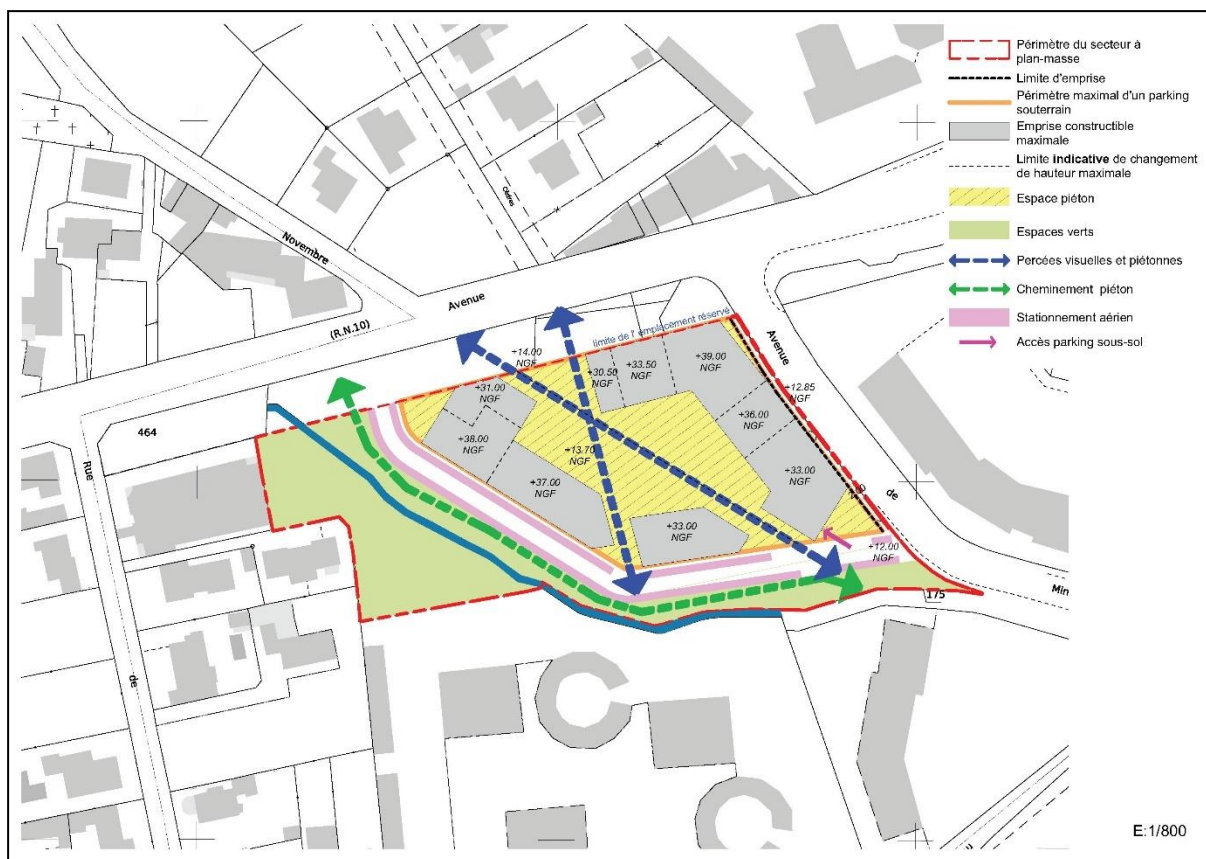 Périmètre du secteur à
plan-masse
Limite d'emprise
Périmètre maximal d'un parking
souterrain
Emprise constructible
maximale
Limite indicative de changement
de hauteur maximale
Espace piéton
Espaces verts
Percées visuelles et piétonnes
Cheminement piéton
Stationnement aérien
Accès parking sous-sol
Cèdres
Novembre
Avenue
(R.N.10)
limite de l' emplacement réservé
Avenue
+14.00
NGF
+30.50
NGF
+33.50
NGF
+39.00
NGF
+12.85
NGF
+31.00
NGF
+36.00
NGF
464
+38.00
NGF
+13.70
NGF
+33.00
NGF
Rue
+37.00
NGF
de
+33.00
NGF
+12.00
NGF
175
Min
de
E:1/800